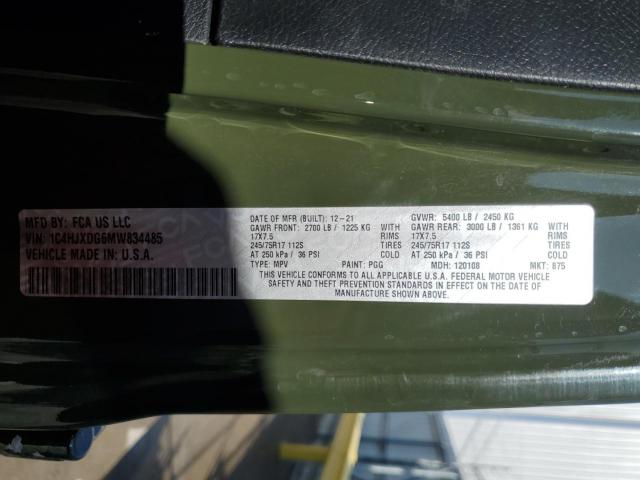 MFD BY: FCA US LLC
VIN: 1C4HJXDG6MW834485
VEHICLE MADE IN: U.S.A.
DATE OF MFR (BUILT): 12-21 GVWR: 5400 LB / 2450 KG
GAWR FRONT: 2700 LB / 1225 KG WITH GAWR REAR: 3000 LB / 1361 KG WITH
17X7.5 RIMS 17X7.5 RIMS
245/75R17 112S TIRES 245/75R17 112S TIRES
AT 250 kPa / 36 PSI COLD AT 250 kPa / 36 PSI COLD
TYPE: MPV PAINT: PGG MDH: 120108 MKT: 875
THIS VEHICLE CONFORMS TO ALL APPLICABLE U.S.A. FEDERAL MOTOR VEHICLE
SAFETY AND THEFT PREVENTION STANDARDS IN EFFECT ON THE DATE OF
MANUFACTURE SHOWN ABOVE.